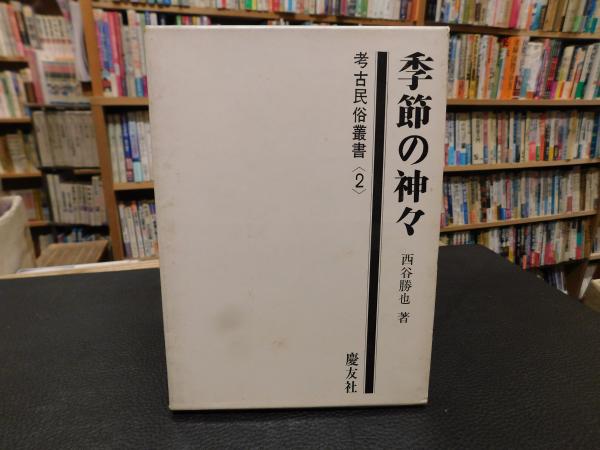 季節の神々
西谷勝也 著
考古民俗叢書〈2〉
慶友社